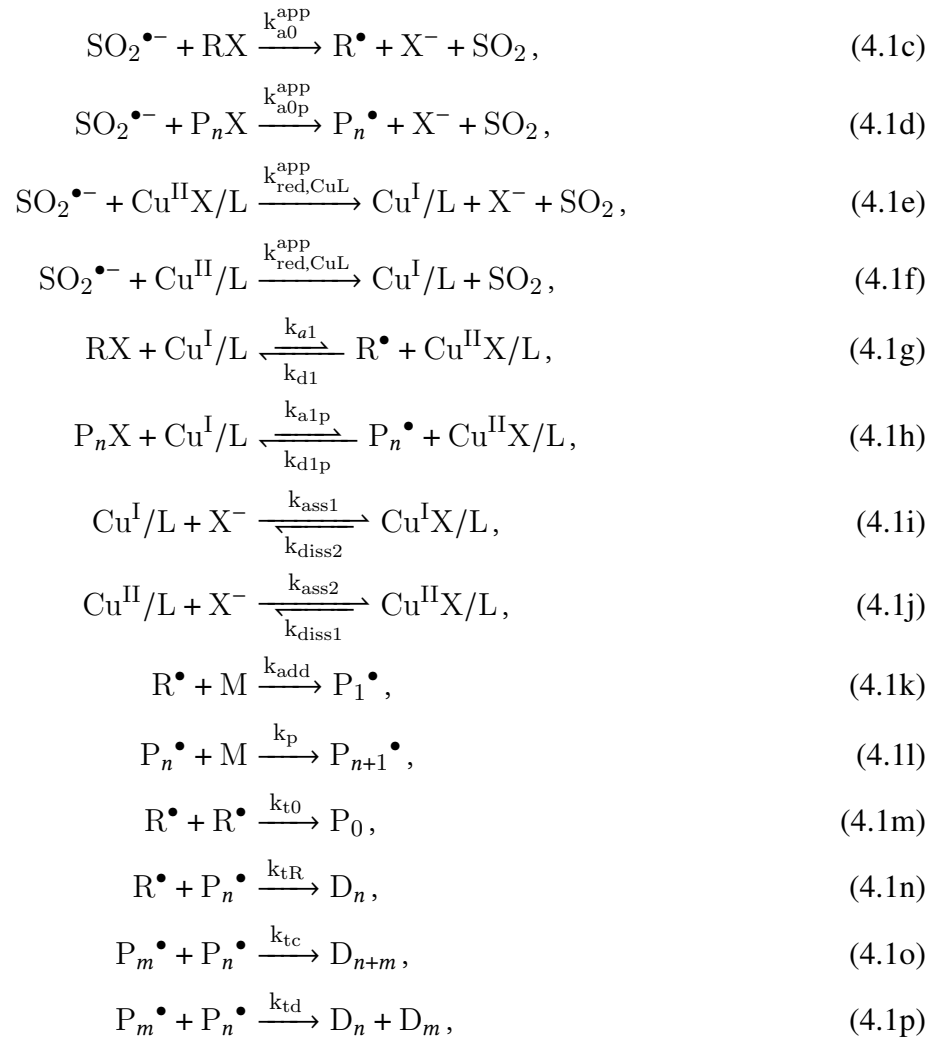 SO₂•− + RX —k_a0^app→ R• + X− + SO₂, (4.1c)
SO₂•− + PₙX —k_a0p^app→ Pₙ• + X− + SO₂, (4.1d)
SO₂•− + Cuᴵᴵ X/L —k_red,CuL^app→ Cuᴵ/L + X− + SO₂, (4.1e)
SO₂•− + Cuᴵᴵ/L —k_red,CuL^app→ Cuᴵ/L + SO₂, (4.1f)
RX + Cuᴵ/L ⇌[k_a1][k_d1] R• + CuᴵᴵX/L, (4.1g)
PₙX + Cuᴵ/L ⇌[k_a1p][k_d1p] Pₙ• + CuᴵᴵX/L, (4.1h)
Cuᴵ/L + X− ⇌[k_ass1][k_diss2] CuᴵX/L, (4.1i)
Cuᴵᴵ/L + X− ⇌[k_ass2][k_diss1] CuᴵᴵX/L, (4.1j)
R• + M —k_add→ P₁•, (4.1k)
Pₙ• + M —k_p→ Pₙ₊₁•, (4.1l)
R• + R• —k_t0→ P₀, (4.1m)
R• + Pₙ• —k_tR→ Dₙ, (4.1n)
Pₘ• + Pₙ• —k_tc→ Dₙ₊ₘ, (4.1o)
Pₘ• + Pₙ• —k_td→ Dₙ + Dₘ, (4.1p)